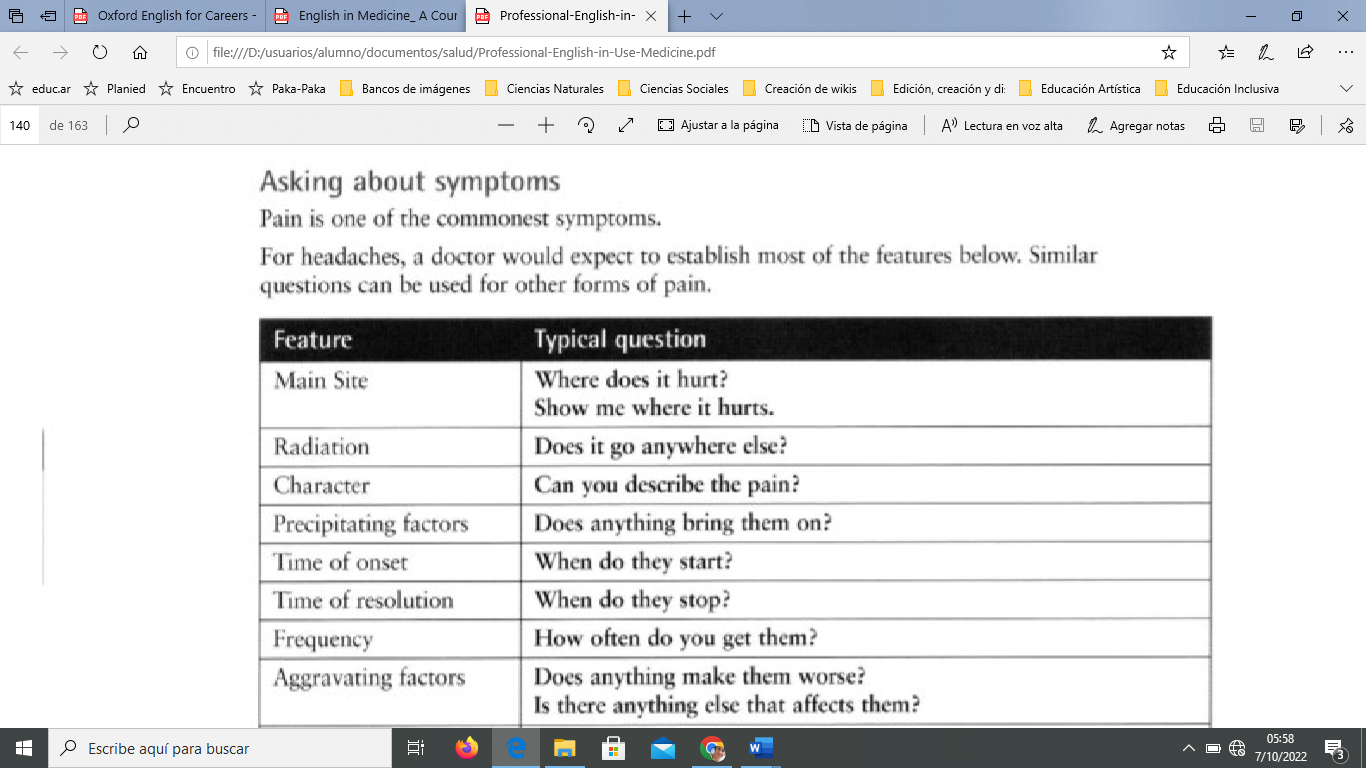 Oxford English for Careers -
English in Medicine_ A Cour
Professional-English-in-
file:///D:/usuarios/alumno/documentos/salud/Professional-English-in-Use-Medicine.pdf
educ.ar Planied Encuentro Paka-Paka Bancos de imágenes Ciencias Naturales Ciencias Sociales Creación de wikis Edición, creación y di Educación Artística Educación Inclusiva
140 de 163 Ajustar a la página Vista de página Lectura en voz alta Agregar notas
Asking about symptoms
Pain is one of the commonest symptoms.
For headaches, a doctor would expect to establish most of the features below. Similar
questions can be used for other forms of pain.
Feature Typical question
Main Site Where does it hurt?
Show me where it hurts.
Radiation Does it go anywhere else?
Character Can you describe the pain?
Precipitating factors Does anything bring them on?
Time of onset When do they start?
Time of resolution When do they stop?
Frequency How often do you get them?
Aggravating factors Does anything make them worse?
Is there anything else that affects them?
Escribe aquí para buscar
05:58
7/10/2022
3